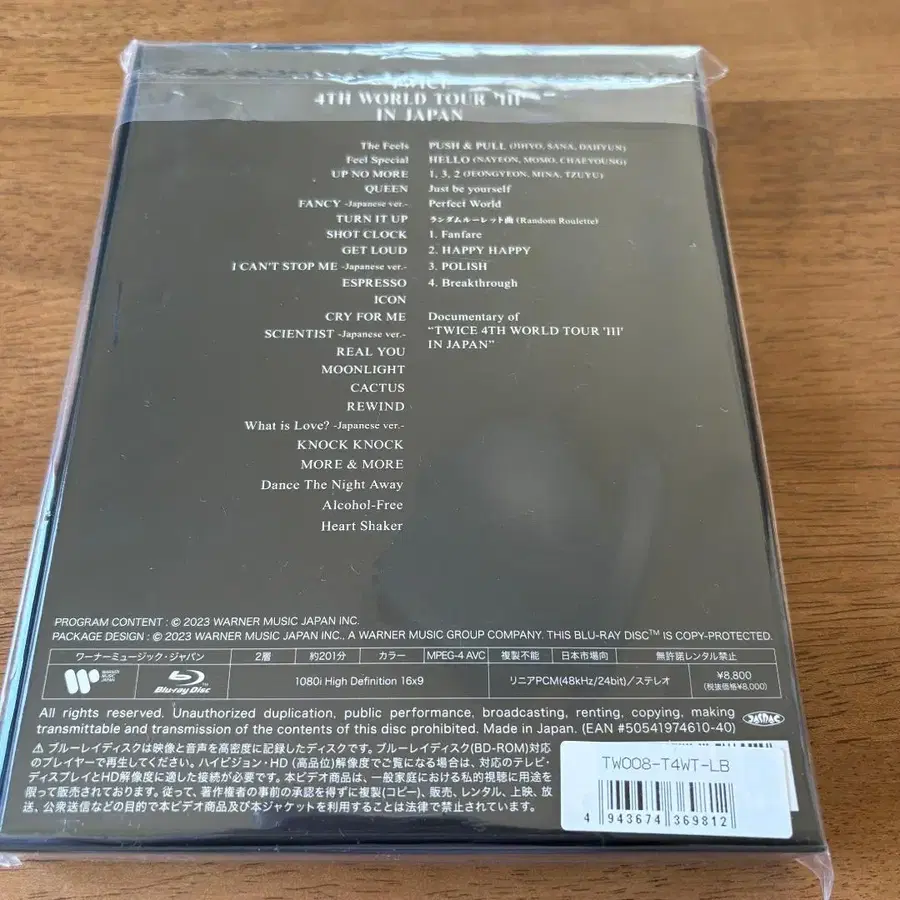 TWICE
4TH WORLD TOUR 'III'
IN JAPAN
The Feels
Feel Special
UP NO MORE
QUEEN
FANCY -Japanese ver.-
TURN IT UP
SHOT CLOCK
GET LOUD
I CAN'T STOP ME -Japanese ver.-
ESPRESSO
ICON
CRY FOR ME
SCIENTIST -Japanese ver.-
REAL YOU
MOONLIGHT
CACTUS
REWIND
What is Love? -Japanese ver.-
KNOCK KNOCK
MORE & MORE
Dance The Night Away
Alcohol-Free
Heart Shaker
PUSH & PULL (JIHYO, SANA, DAHYUN)
HELLO (NAYEON, MOMO, CHAEYOUNG)
1, 3, 2 (JEONGYEON, MINA, TZUYU)
Just be yourself
Perfect World
ランダムルーレット曲 (Random Roulette)
1. Fanfare
2. HAPPY HAPPY
3. POLISH
4. Breakthrough
Documentary of
“TWICE 4TH WORLD TOUR 'III'
IN JAPAN”
PROGRAM CONTENT : © 2023 WARNER MUSIC JAPAN INC.
PACKAGE DESIGN : © 2023 WARNER MUSIC JAPAN INC., A WARNER MUSIC GROUP COMPANY. THIS BLU-RAY DISC™ IS COPY-PROTECTED.
ワーナーミュージック・ジャパン 2層 約201分 カラー MPEG-4 AVC 複製不能 日本市場向 無許諾レンタル禁止
WARNER MUSIC JAPAN Blu-ray Disc 1080i High Definition 16x9 リニアPCM(48kHz/24bit)/ステレオ ¥8,800
(税抜価格¥8,000)
All rights reserved. Unauthorized duplication, public performance, broadcasting, renting, copying, making
transmittable and transmission of the contents of this disc prohibited. Made in Japan. (EAN #50541974610-40)
⚠ ブルーレイディスクは映像と音声を高密度に記録したディスクです。ブルーレイディスク(BD-ROM)対応
のプレイヤーで再生してください。ハイビジョン・HD (高品位)解像度でご覧になる場合は、対応のテレビ・
ディスプレイとHD解像度に適した接続が必要です。本ビデオ商品は、一般家庭における私的視聴に用途を
限って販売されております。従って、著作権者の事前の承認を得ずに複製(コピー)、販売、レンタル、上映、放
送、公衆送信などの目的で本ビデオ商品及び本ジャケットを利用することは法律で禁止されています。
TW008-T4WT-LB
4 943674 369812